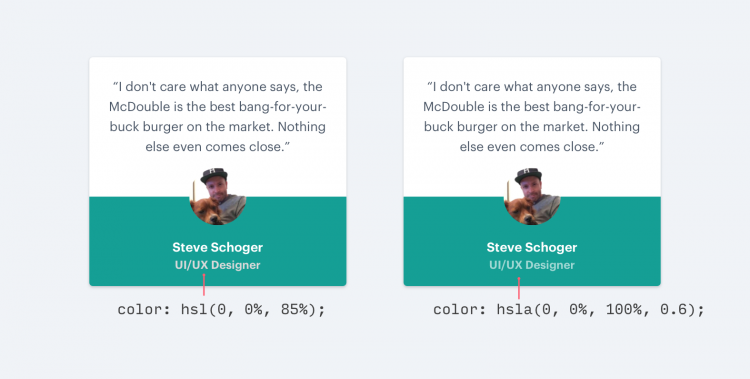 “I don't care what anyone says, the
McDouble is the best bang-for-your-
buck burger on the market. Nothing
else even comes close.”
Steve Schoger
UI/UX Designer
color: hsl(0, 0%, 85%);
“I don't care what anyone says, the
McDouble is the best bang-for-your-
buck burger on the market. Nothing
else even comes close.”
Steve Schoger
UI/UX Designer
color: hsla(0, 0%, 100%, 0.6);